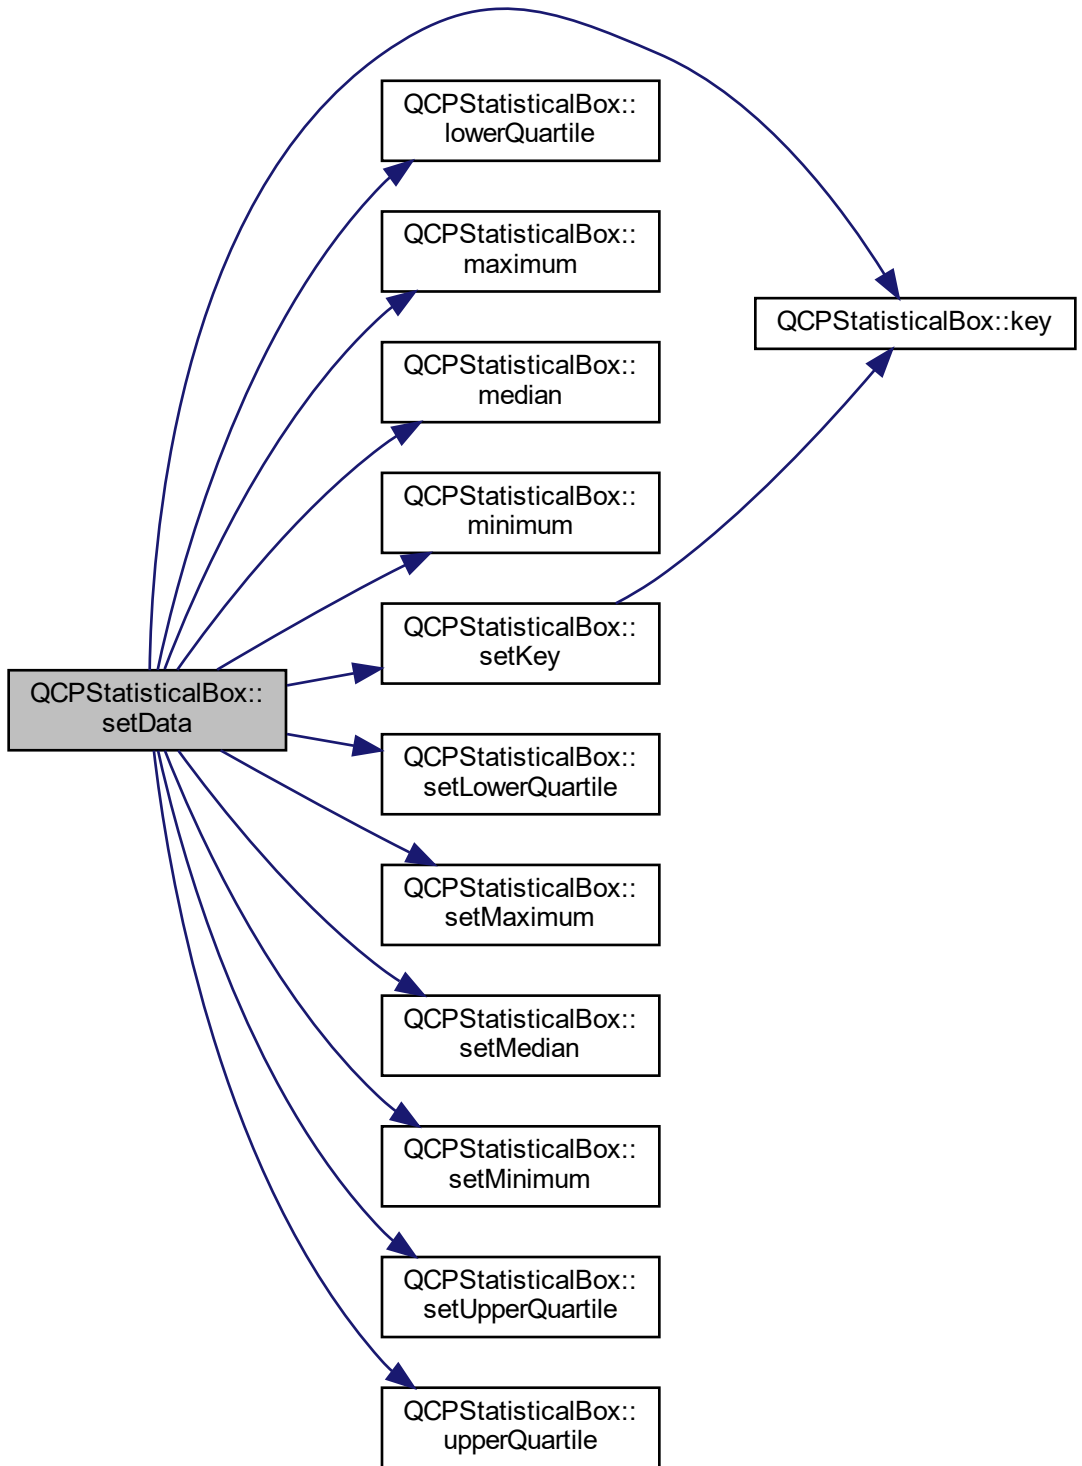 QCPStatisticalBox::
lowerQuartile
QCPStatisticalBox::
maximum
QCPStatisticalBox::key
QCPStatisticalBox::
median
QCPStatisticalBox::
minimum
QCPStatisticalBox::
setKey
QCPStatisticalBox::
setData
QCPStatisticalBox::
setLowerQuartile
QCPStatisticalBox::
setMaximum
QCPStatisticalBox::
setMedian
QCPStatisticalBox::
setMinimum
QCPStatisticalBox::
setUpperQuartile
QCPStatisticalBox::
upperQuartile